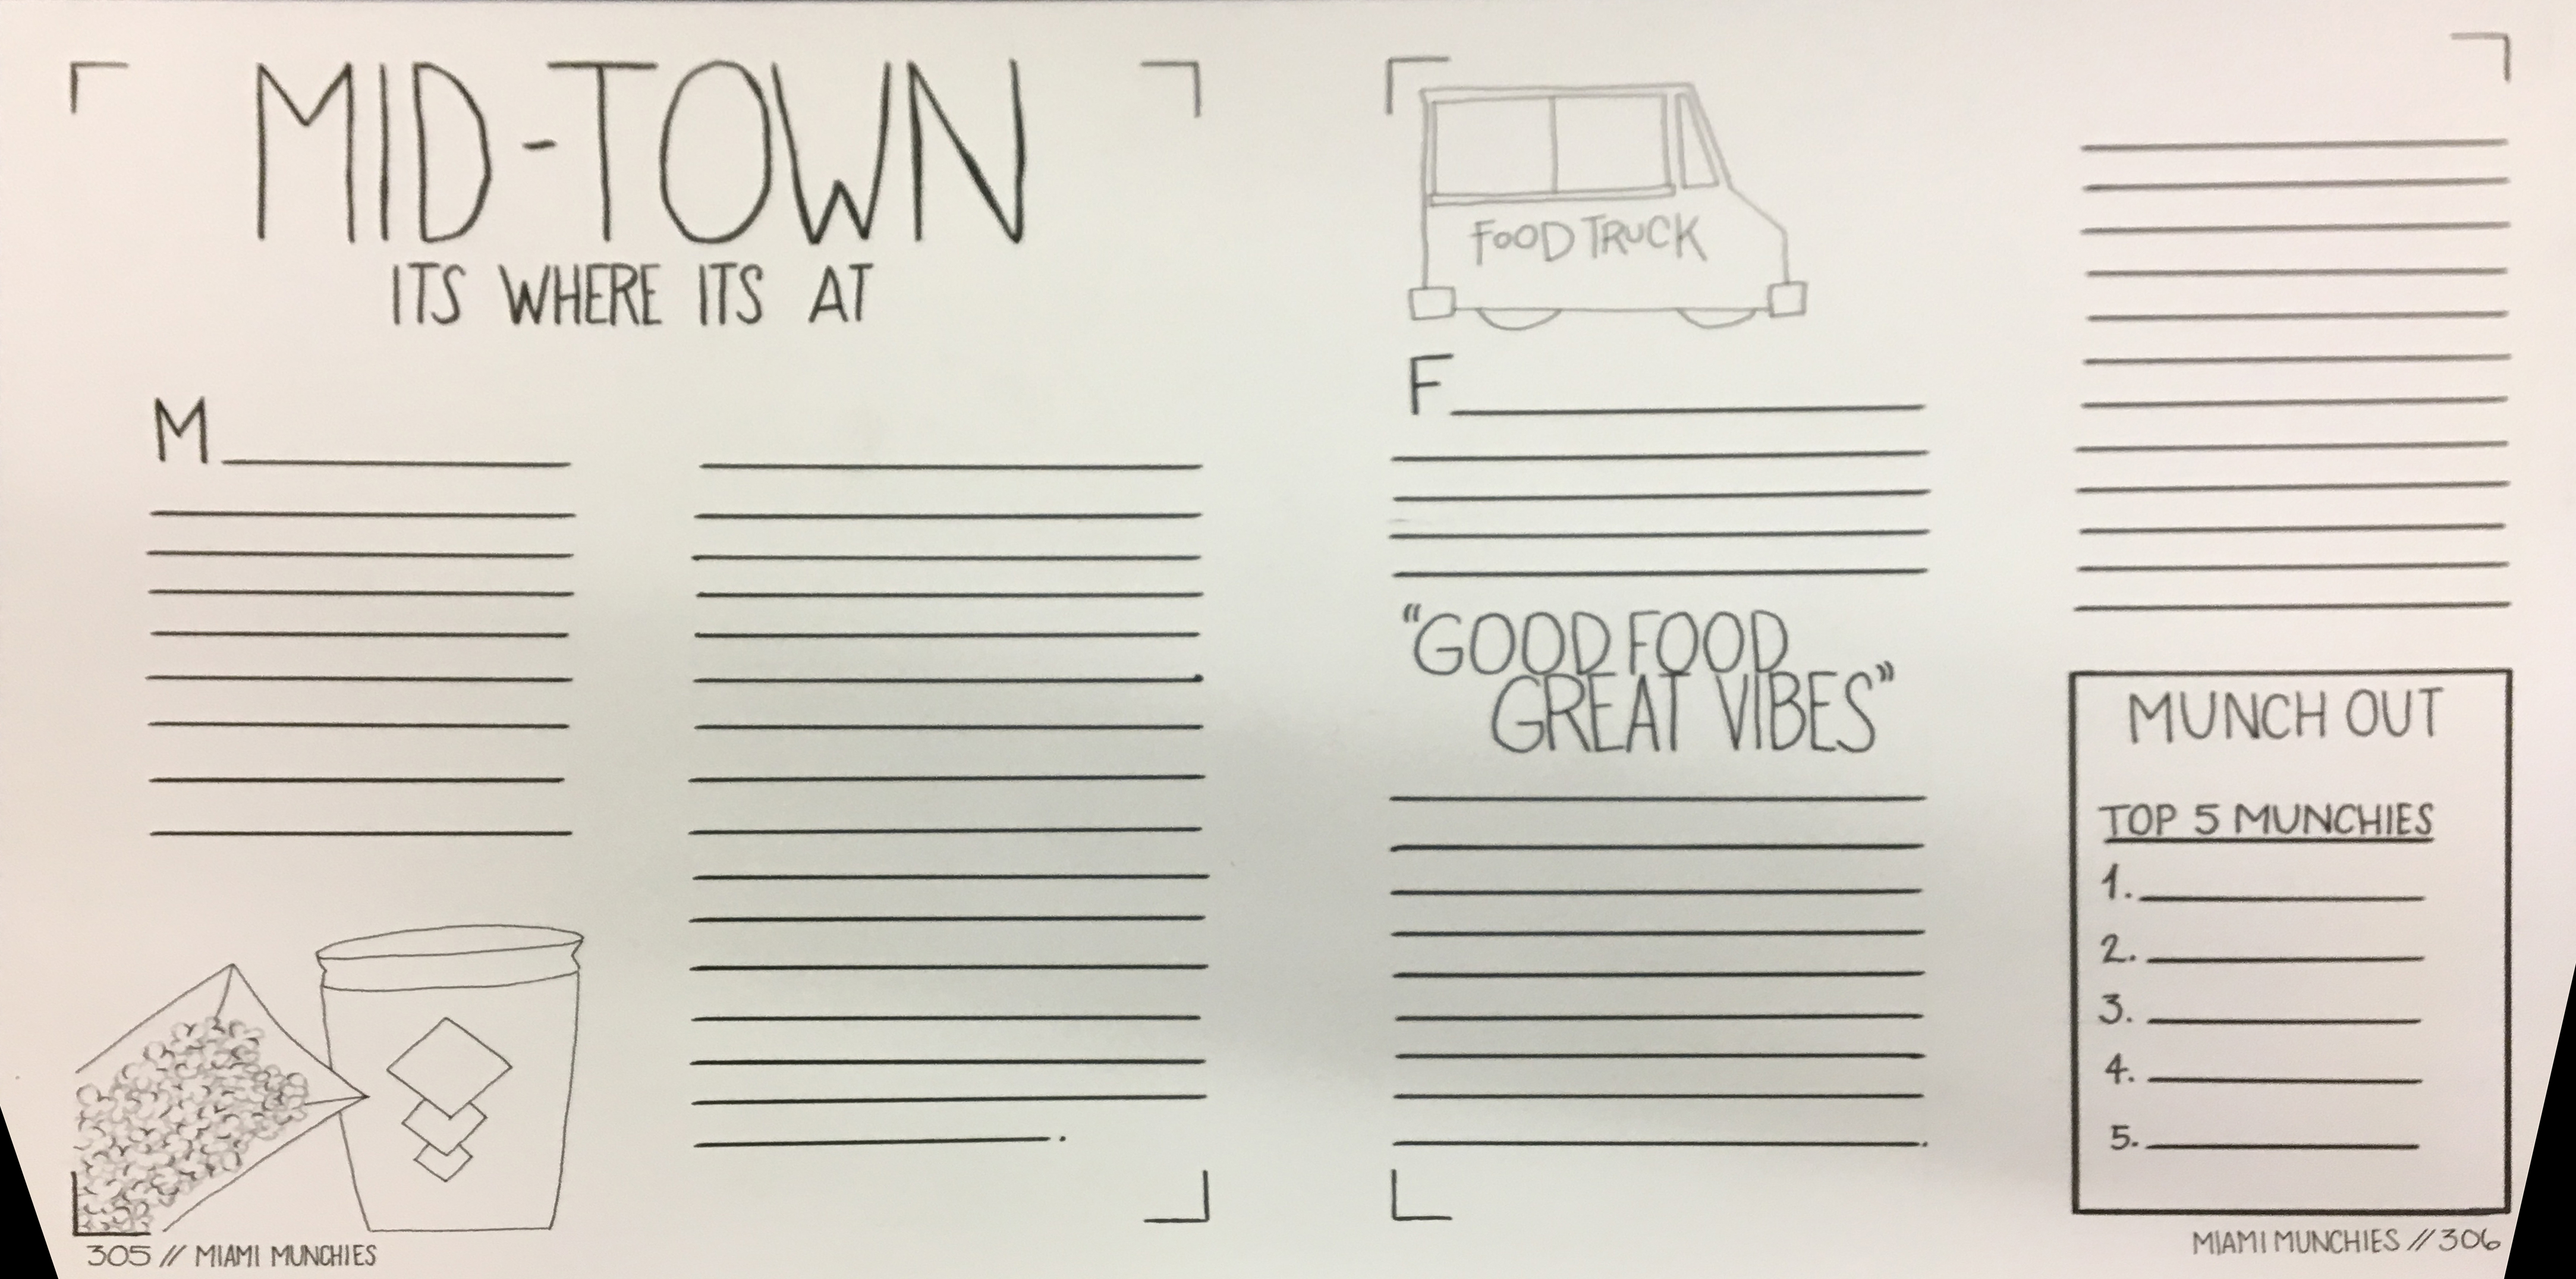 MID-TOWN
ITS WHERE ITS AT
M
305 // MIAMI MUNCHIES
FOOD TRUCK
F
"GOOD FOOD
GREAT VIBES"
MUNCH OUT
TOP 5 MUNCHIES
1.
2.
3.
4.
5.
MIAMI MUNCHIES // 306